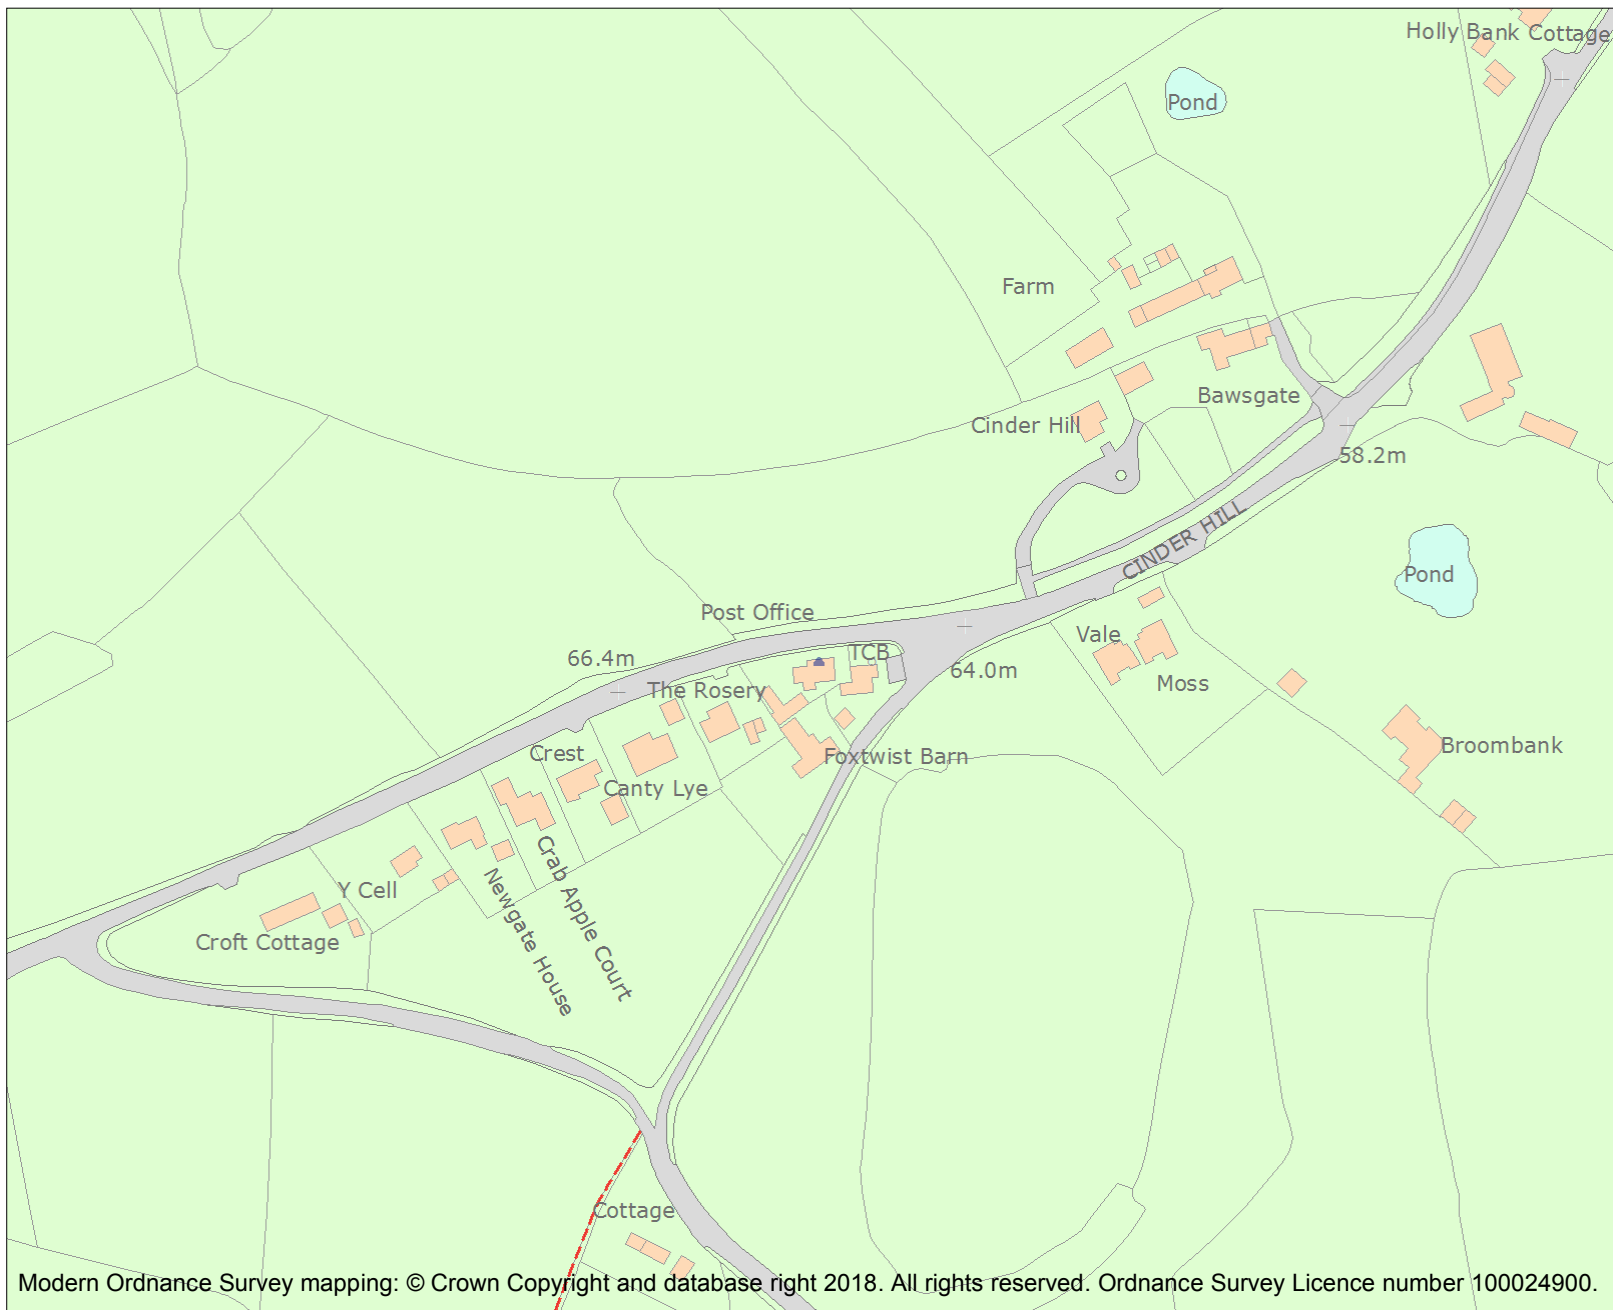 Holly Bank Cottage
Pond
Farm
Bawsgate
Cinder Hill
58.2m
CINDER HILL
Pond
Post Office
Vale
TCB
66.4m
64.0m
Moss
The Rosery
Broombank
Crest
Foxtwist Barn
Canty Lye
Y Cell
Crab Apple Court
Newgate House
Croft Cottage
Cottage
Modern Ordnance Survey mapping: © Crown Copyright and database right 2018. All rights reserved. Ordnance Survey Licence number 100024900.